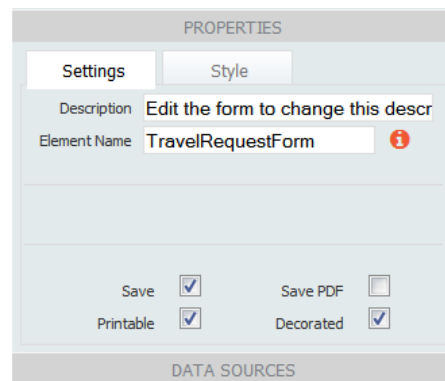 PROPERTIES
Settings Style
Description Edit the form to change this descr
Element Name TravelRequestForm
Save Save PDF
Printable Decorated
DATA SOURCES